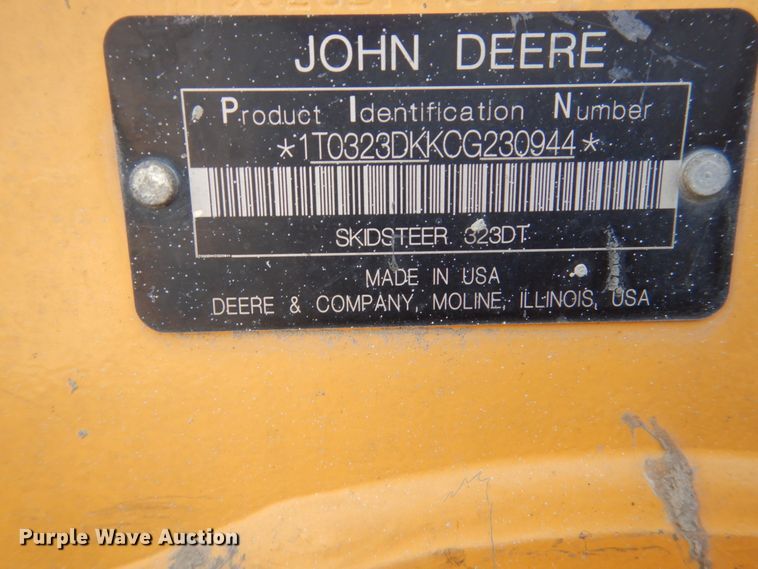 JOHN DEERE
Product Identification Number
*1T0323DKKCG230944*
SKIDSTEER 323DT
MADE IN USA
DEERE & COMPANY, MOLINE, ILLINOIS, USA
Purple Wave Auction